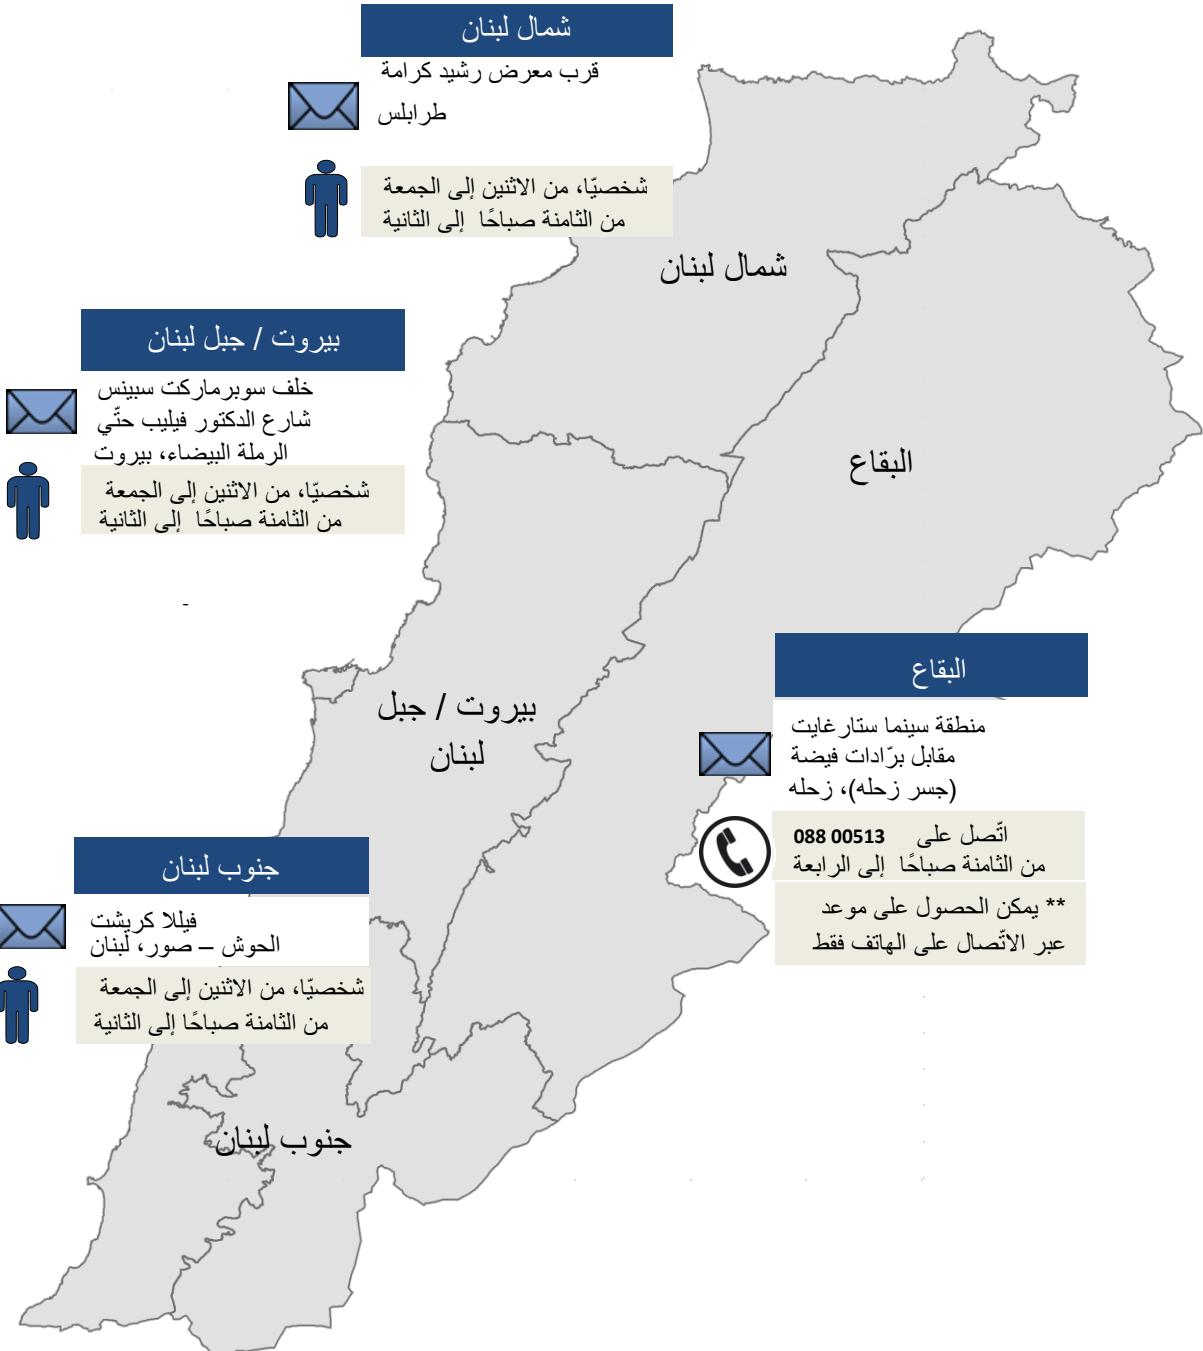 شمال لبنان
قرب معرض رشيد كرامة
طرابلس
شخصيّا، من الاثنين إلى الجمعة
من الثامنة صباحًا إلى الثانية
شمال لبنان
بيروت / جبل لبنان
خلف سوبرماركت سبينس
شارع الدكتور فيليب حتّي
الرملة البيضاء، بيروت
شخصيّا، من الاثنين إلى الجمعة
من الثامنة صباحًا إلى الثانية
البقاع
-
البقاع
منطقة سينما ستارغايت
مقابل برّادات فيضة
(جسر زحله)، زحله
اتّصل على 088 00513
من الثامنة صباحًا إلى الرابعة
** يمكن الحصول على موعد
عبر الاتّصال على الهاتف فقط
بيروت / جبل
لبنان
جنوب لبنان
فيللا كريشت
الحوش – صور، لبنان
شخصيّا، من الاثنين إلى الجمعة
من الثامنة صباحًا إلى الثانية
جنوب لبنان